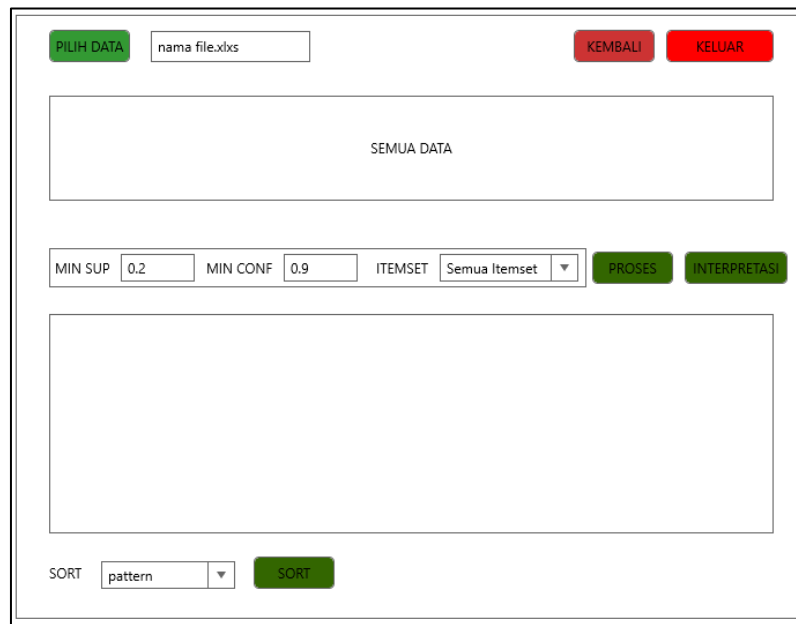 PILIH DATA nama file.xlxs KEMBALI KELUAR
SEMUA DATA
MIN SUP 0.2 MIN CONF 0.9 ITEMSET Semua Itemset PROSES INTERPRETASI
SORT pattern SORT